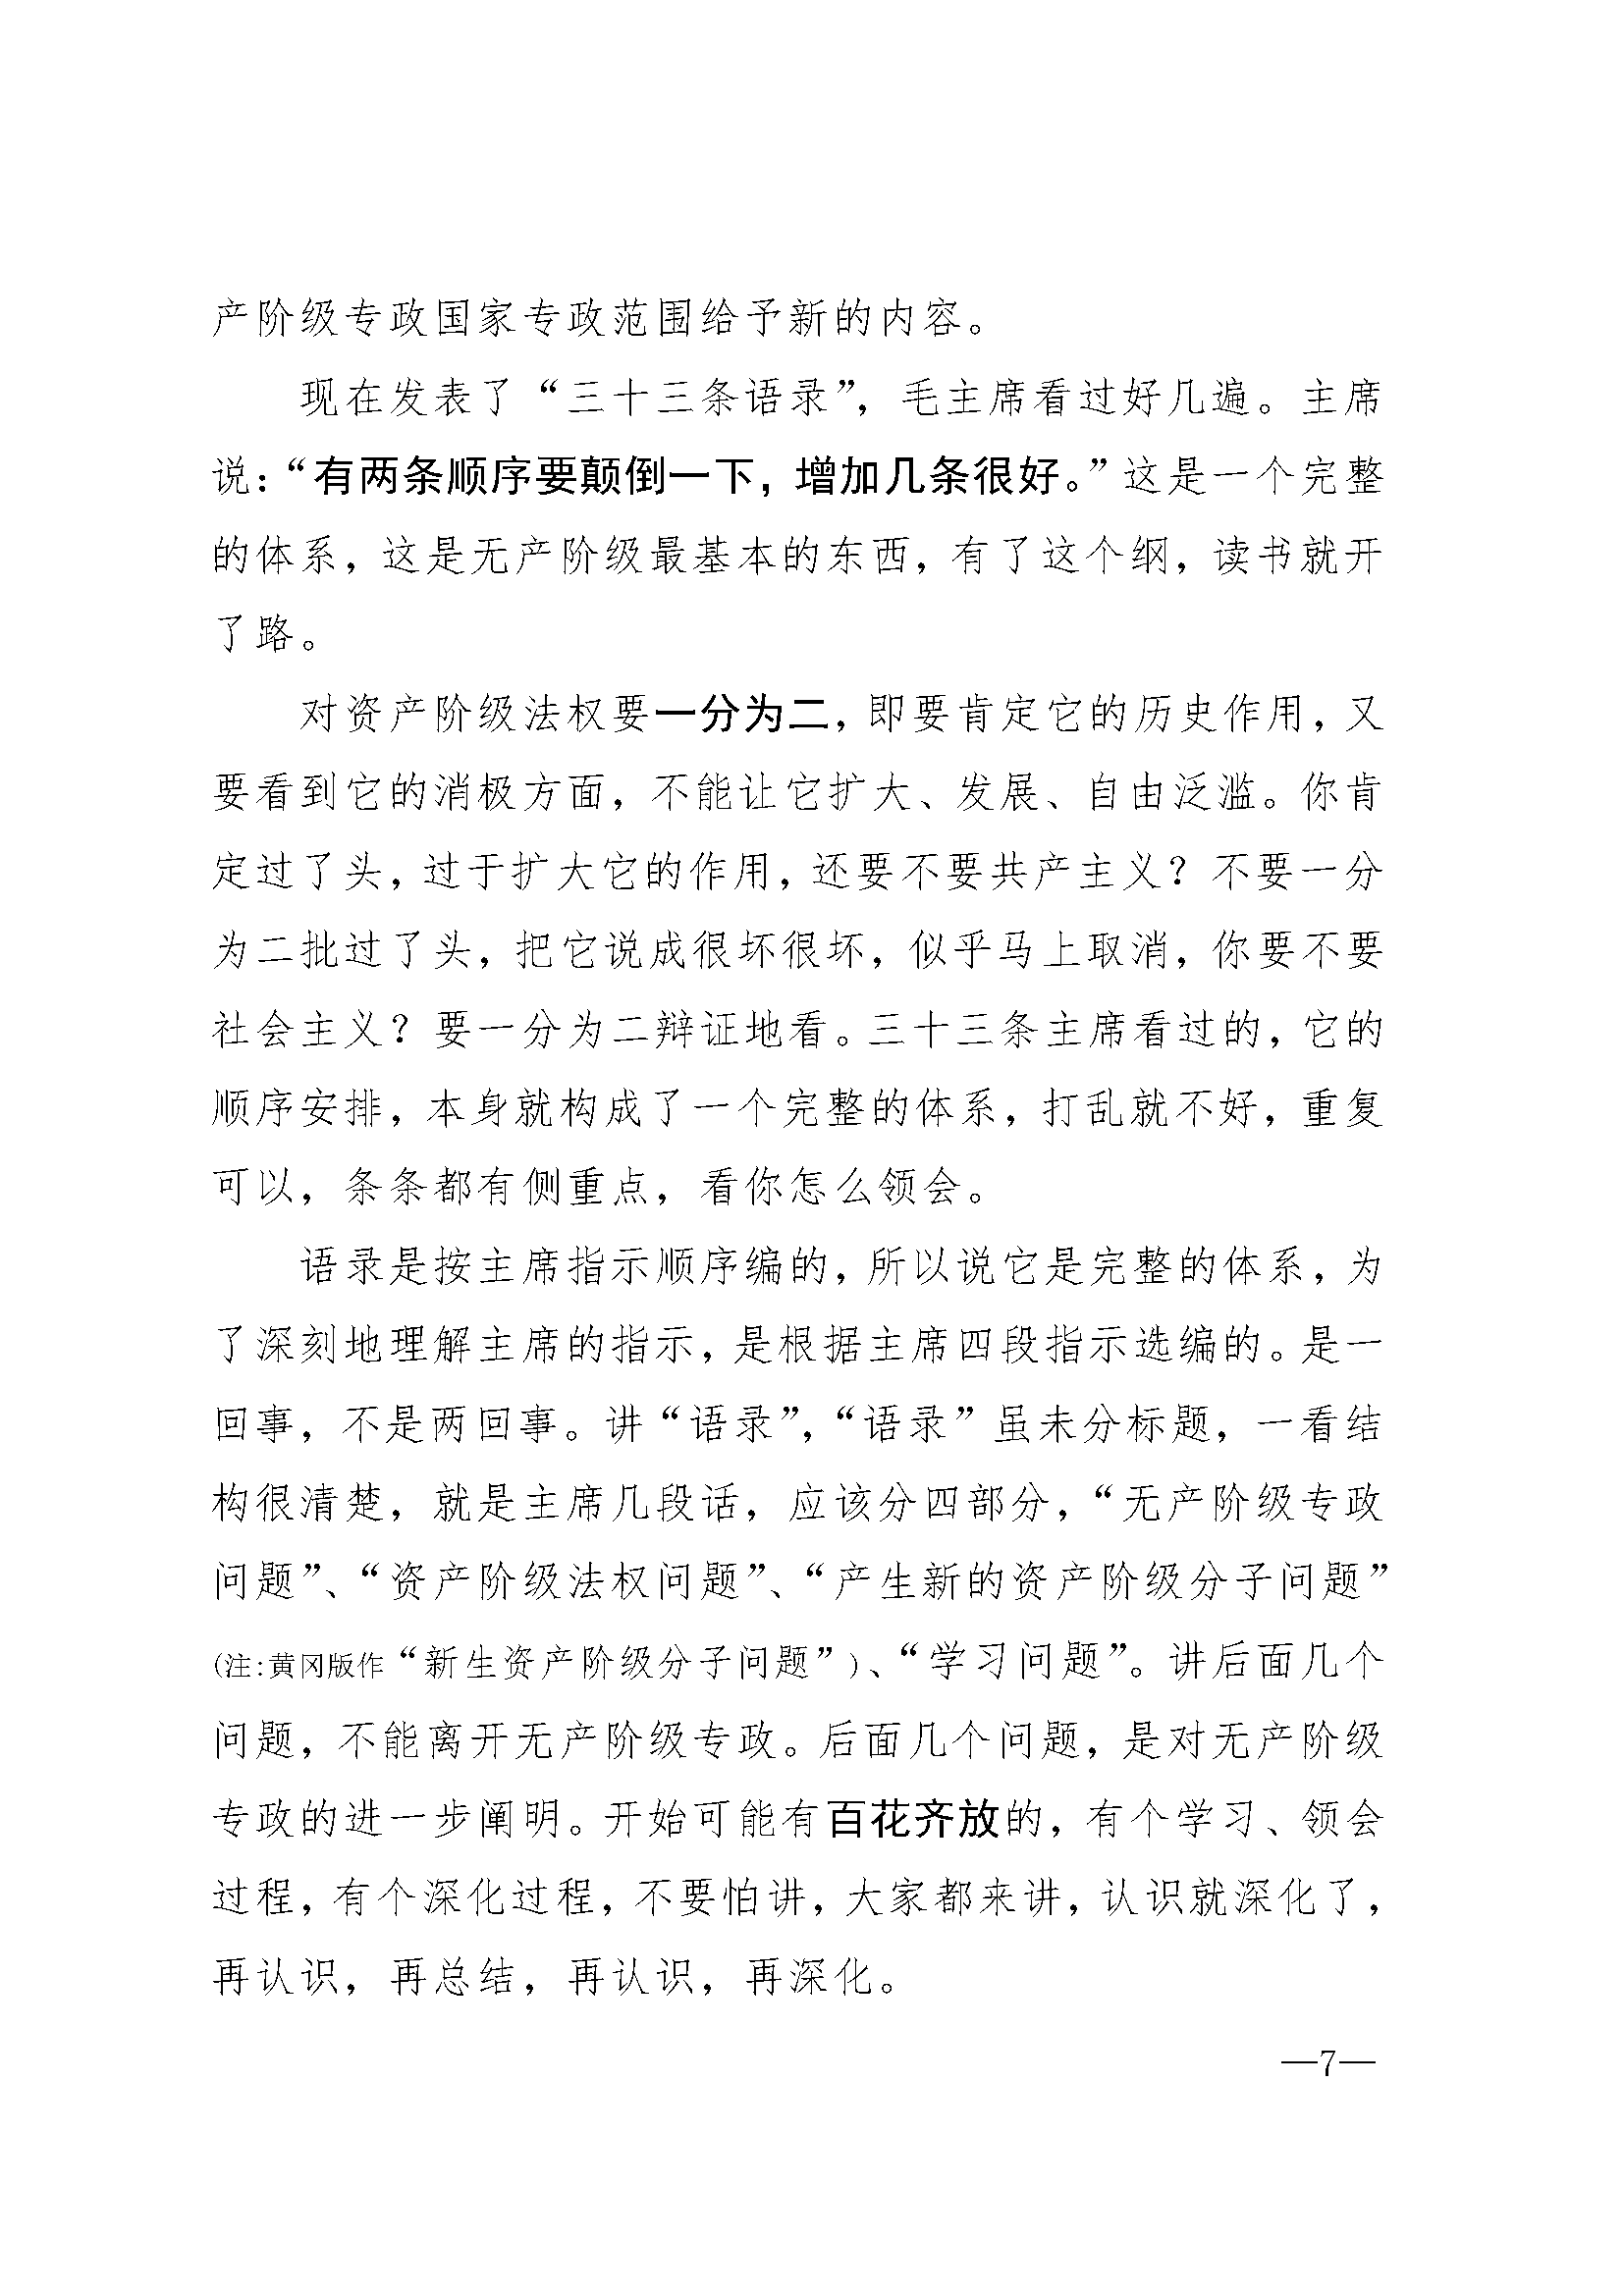 产阶级专政国家专政范围给予新的内容。
现在发表了“三十三条语录”，毛主席看过好几遍。主席
说：“有两条顺序要颠倒一下，增加几条很好。”这是一个完整
的体系，这是无产阶级最基本的东西，有了这个纲，读书就开
了路。
对资产阶级法权要一分为二，即要肯定它的历史作用，又
要看到它的消极方面，不能让它扩大、发展、自由泛滥。你肯
定过了头，过于扩大它的作用，还要不要共产主义？不要一分
为二批过了头，把它说成很坏很坏，似乎马上取消，你要不要
社会主义？要一分为二辩证地看。三十三条主席看过的，它的
顺序安排，本身就构成了一个完整的体系，打乱就不好，重复
可以，条条都有侧重点，看你怎么领会。
语录是按主席指示顺序编的，所以说它是完整的体系，为
了深刻地理解主席的指示，是根据主席四段指示选编的。是一
回事，不是两回事。讲“语录”，“语录”虽未分标题，一看结
构很清楚，就是主席几段话，应该分四部分，“无产阶级专政
问题”、“资产阶级法权问题”、“产生新的资产阶级分子问题”
(注:黄冈版作“新生资产阶级分子问题”)、“学习问题”。讲后面几个
问题，不能离开无产阶级专政。后面几个问题，是对无产阶级
专政的进一步阐明。开始可能有百花齐放的，有个学习、领会
过程，有个深化过程，不要怕讲，大家都来讲，认识就深化了，
再认识，再总结，再认识，再深化。
—7—